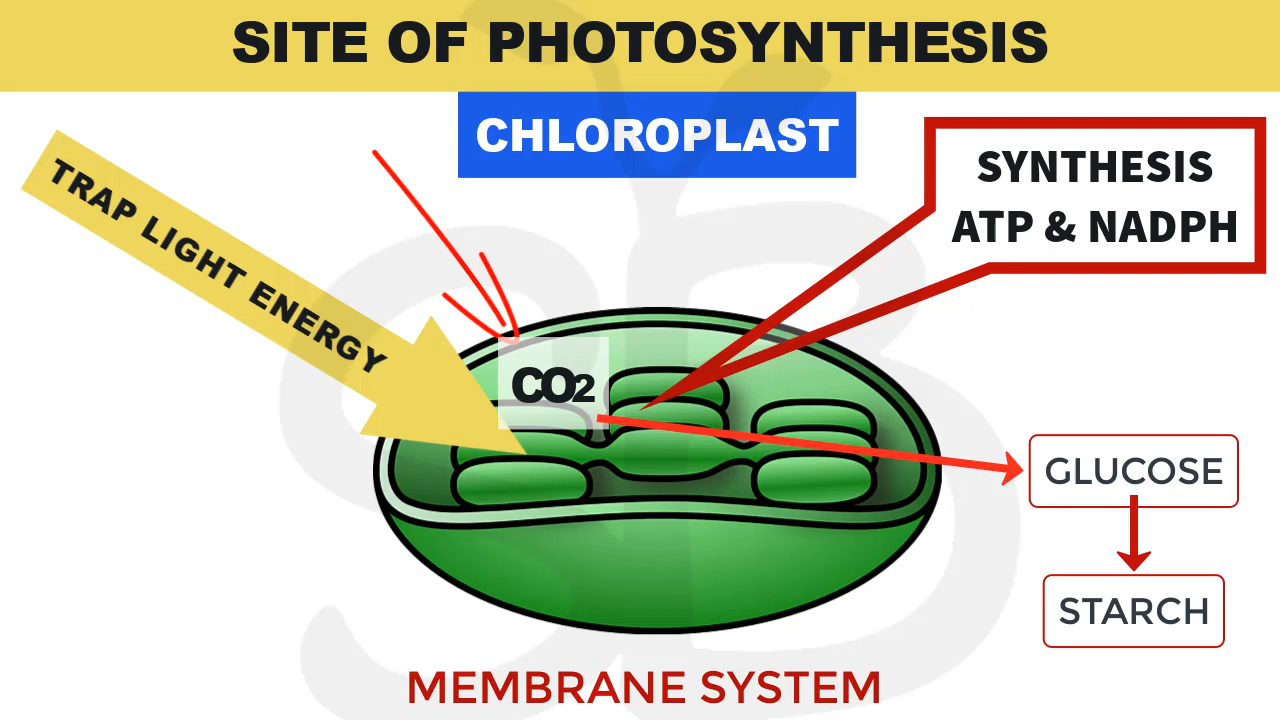 SITE OF PHOTOSYNTHESIS
CHLOROPLAST
TRAP LIGHT ENERGY
SYNTHESIS
ATP & NADPH
CO2
GLUCOSE
STARCH
MEMBRANE SYSTEM